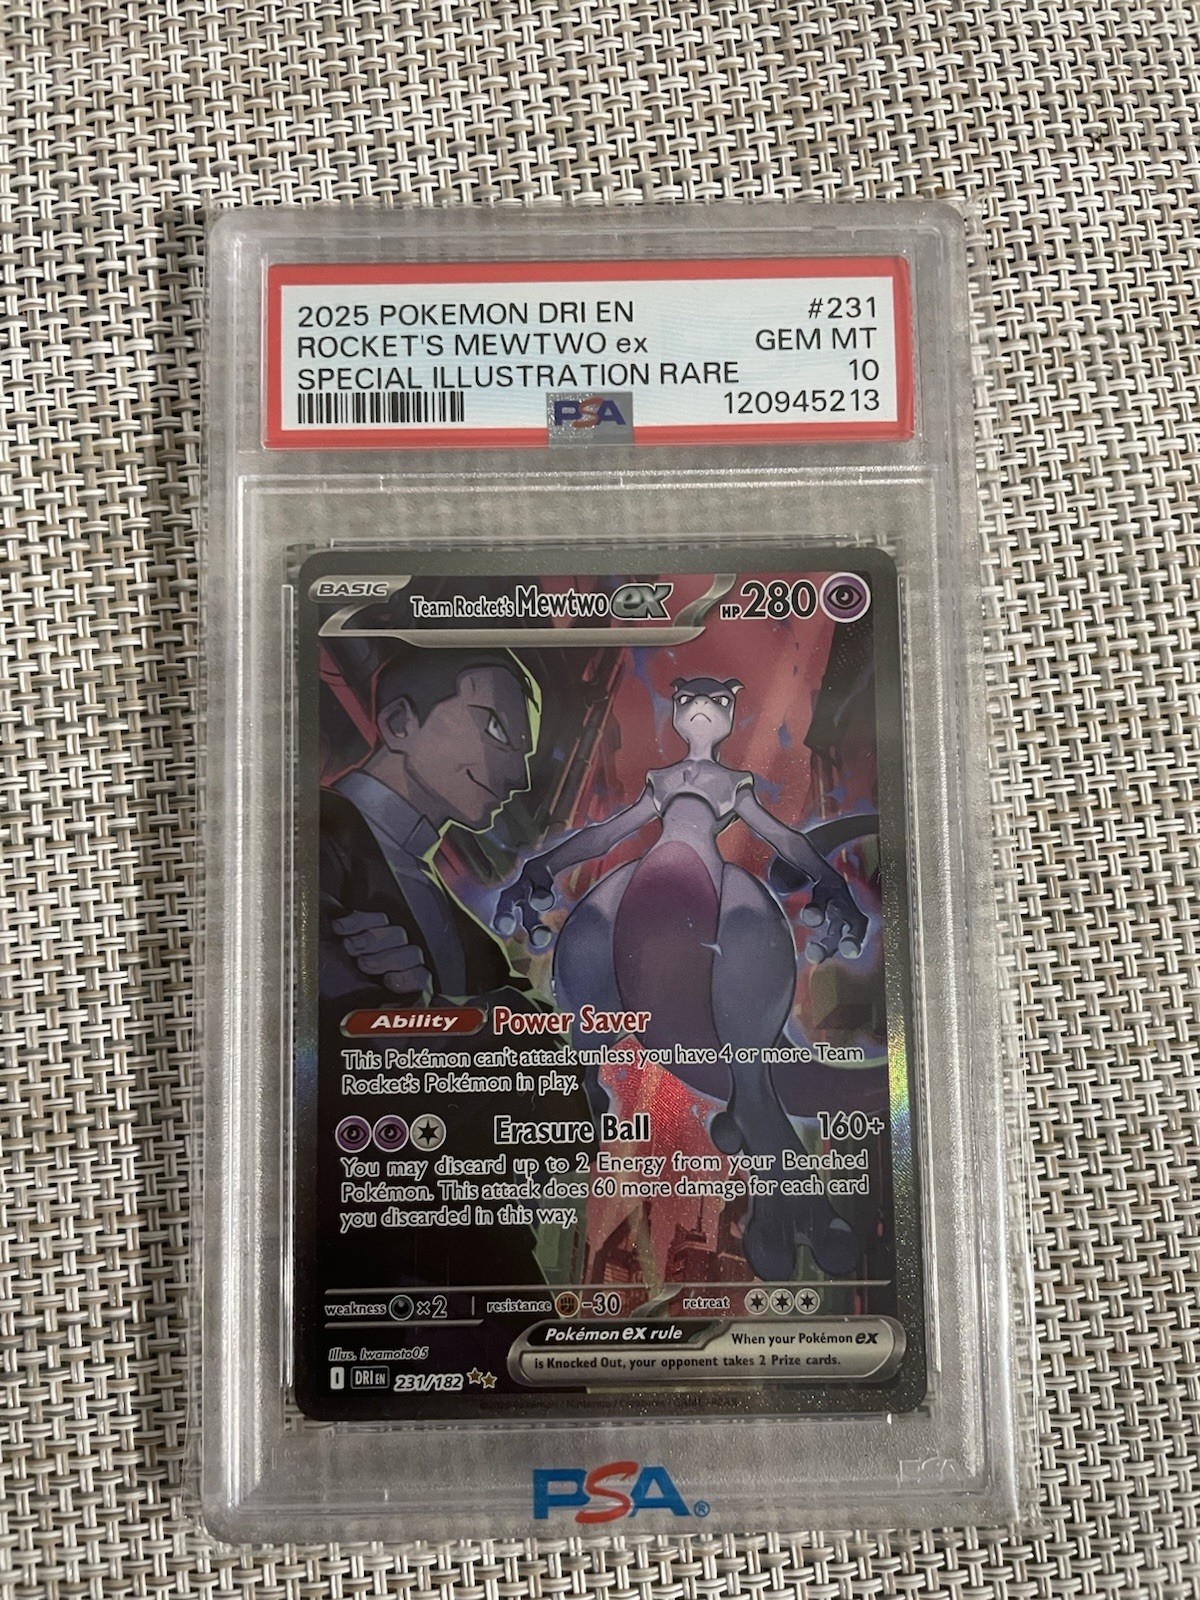 2025 POKEMON DRI EN #231
ROCKET'S MEWTWO ex GEM MT
SPECIAL ILLUSTRATION RARE 10
PSA 120945213
BASIC Team Rocket's Mewtwo ex HP 280
Ability Power Saver
This Pokémon can't attack unless you have 4 or more Team
Rocket's Pokémon in play.
Erasure Ball 160+
You may discard up to 2 Energy from your Benched
Pokémon. This attack does 60 more damage for each card
you discarded in this way.
weakness ×2 resistance -30 retreat
Pokémon ex rule When your Pokémon ex
is Knocked Out, your opponent takes 2 Prize cards.
Illus. Iwamoto05
I DRI EN 231/182
PSA
PSA®